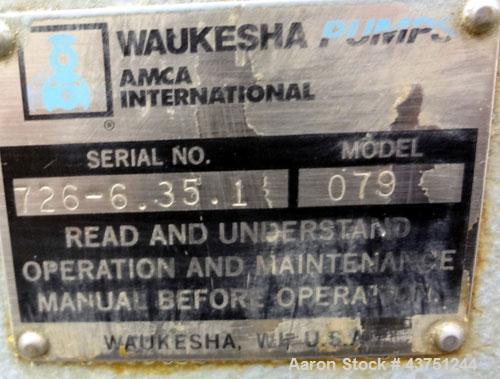 WAUKESHA PUMPS
AMCA
INTERNATIONAL
®
SERIAL NO. MODEL
726-6.35.1 079
READ AND UNDERSTAND
OPERATION AND MAINTENANCE
MANUAL BEFORE OPERATION.
WAUKESHA, WI U.S.A
Aaron Stock # 43751244